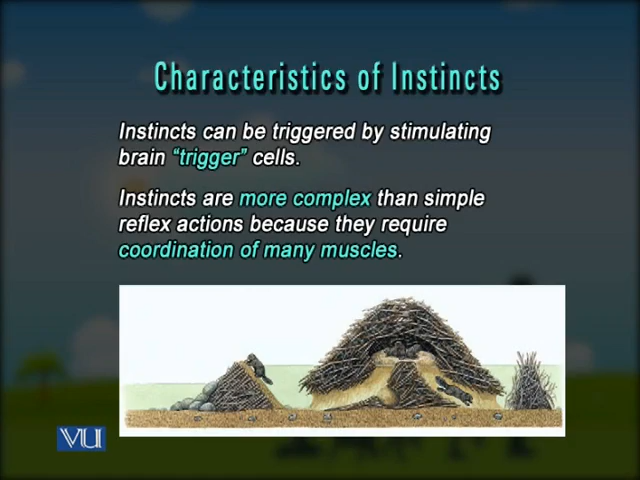 Characteristics of Instincts
Instincts can be triggered by stimulating
brain “trigger” cells.
Instincts are more complex than simple
reflex actions because they require
coordination of many muscles.
VU